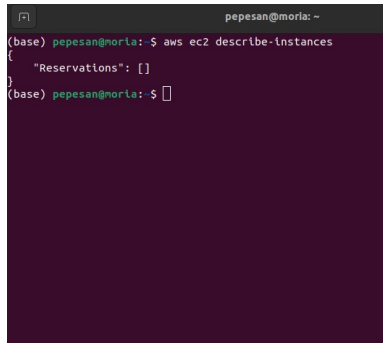 pepesan@moria: ~
(base) pepesan@moria:~$ aws ec2 describe-instances
{
    "Reservations": []
}
(base) pepesan@moria:~$